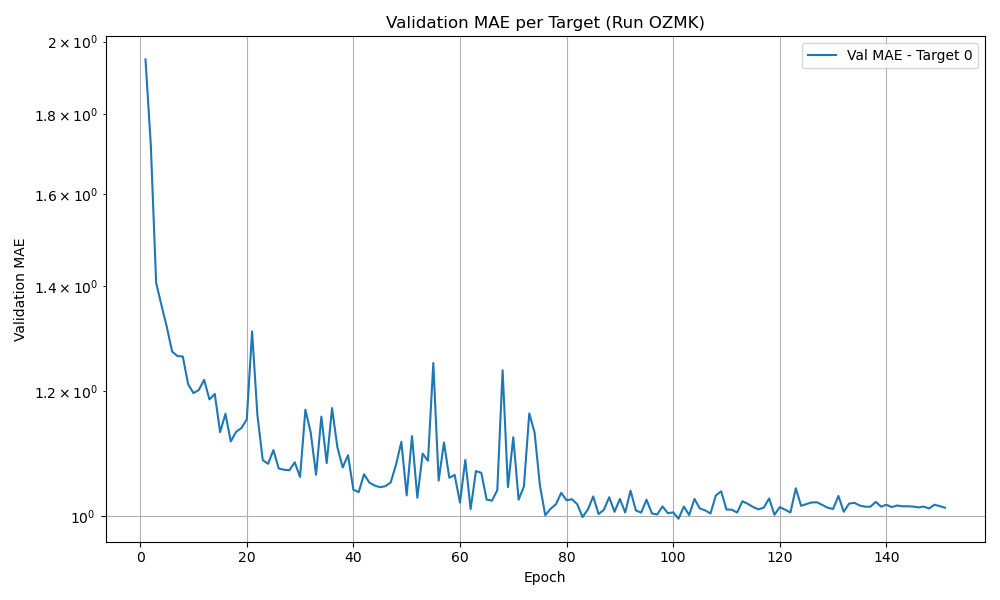 Validation MAE per Target (Run OZMK)
Val MAE - Target 0
Validation MAE
2 × 10⁰
1.8 × 10⁰
1.6 × 10⁰
1.4 × 10⁰
1.2 × 10⁰
10⁰
0 20 40 60 80 100 120 140
Epoch